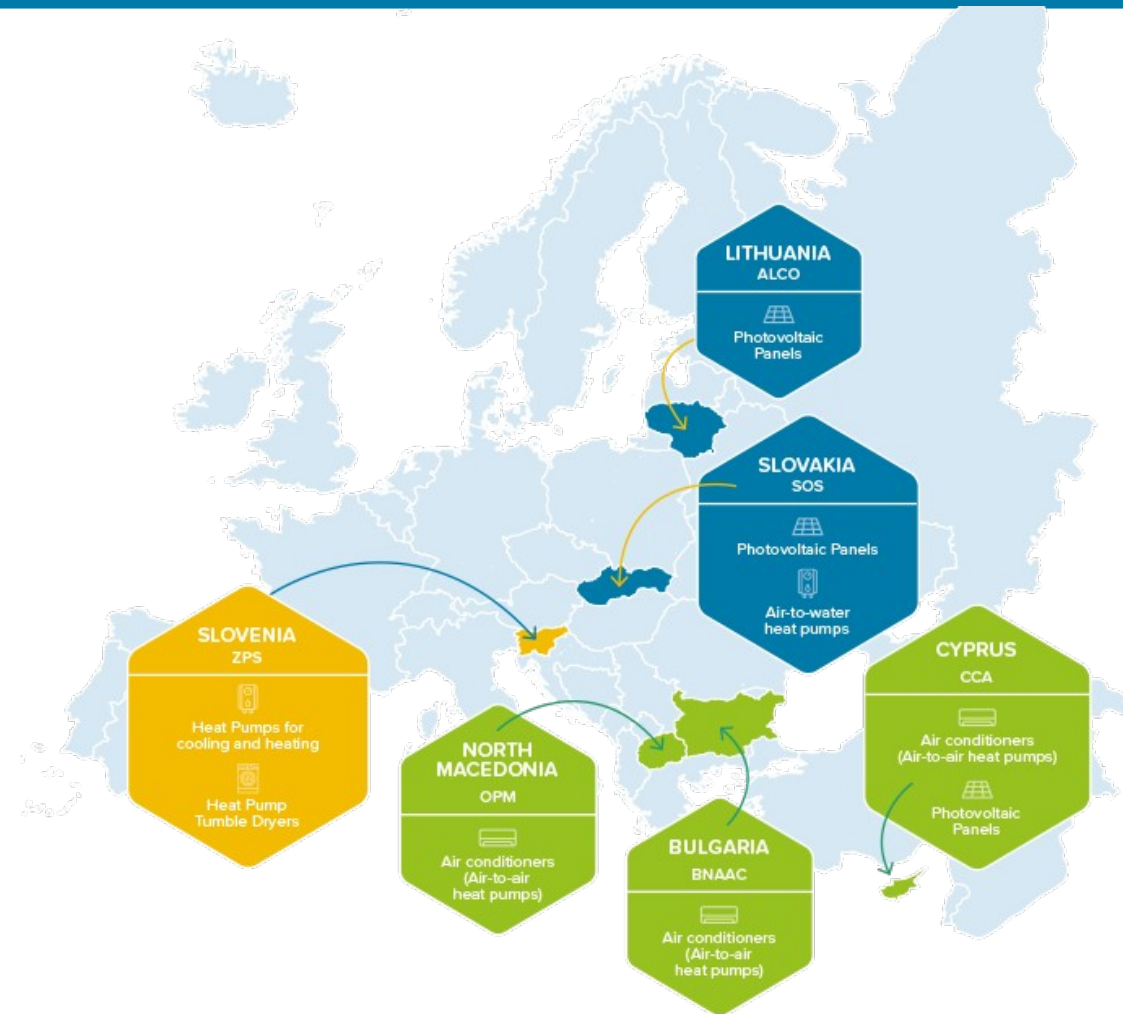 LITHUANIA
ALCO
Photovoltaic
Panels
SLOVAKIA
SOS
Photovoltaic Panels
Air-to-water
heat pumps
SLOVENIA
ZPS
Heat Pumps for
cooling and heating
Heat Pump
Tumble Dryers
NORTH
MACEDONIA
OPM
Air conditioners
(Air-to-air
heat pumps)
BULGARIA
BNAAC
Air conditioners
(Air-to-air
heat pumps)
CYPRUS
CCA
Air conditioners
(Air-to-air heat pumps)
Photovoltaic
Panels